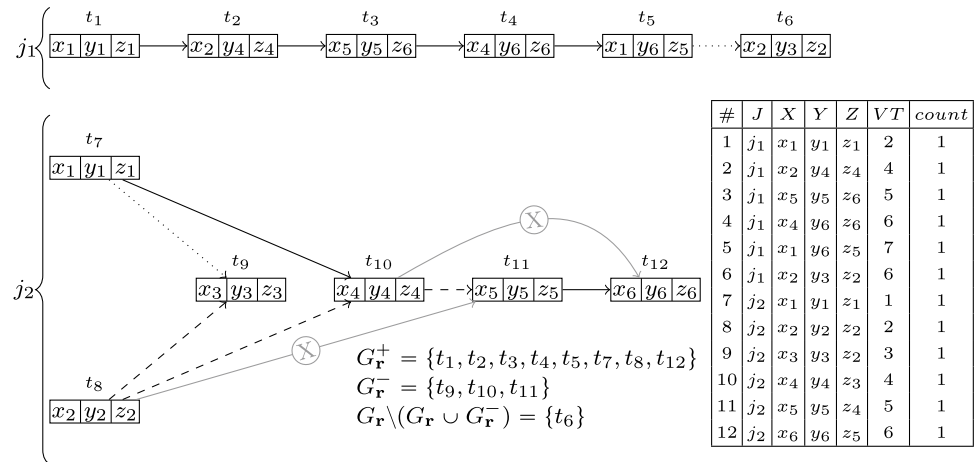 t₁ t₂ t₃ t₄ t₅ t₆
j₁ x₁ y₁ z₁ x₂ y₄ z₄ x₅ y₅ z₆ x₄ y₆ z₆ x₁ y₆ z₅ x₂ y₃ z₂
t₇
x₁ y₁ z₁
X
t₉ t₁₀ t₁₁ t₁₂
j₂ x₃ y₃ z₃ x₄ y₄ z₄ x₅ y₅ z₅ x₆ y₆ z₆
X
t₈
x₂ y₂ z₂
G⁺ᵣ = {t₁, t₂, t₃, t₄, t₅, t₇, t₈, t₁₂}
G⁻ᵣ = {t₉, t₁₀, t₁₁}
Gᵣ\(Gᵣ ∪ G⁻ᵣ) = {t₆}
# J X Y Z VT count
1 j₁ x₁ y₁ z₁ 2 1
2 j₁ x₂ y₄ z₄ 4 1
3 j₁ x₅ y₅ z₆ 5 1
4 j₁ x₄ y₆ z₆ 6 1
5 j₁ x₁ y₆ z₅ 7 1
6 j₁ x₂ y₃ z₂ 6 1
7 j₂ x₁ y₁ z₁ 1 1
8 j₂ x₂ y₂ z₂ 2 1
9 j₂ x₃ y₃ z₂ 3 1
10 j₂ x₄ y₄ z₃ 4 1
11 j₂ x₅ y₅ z₄ 5 1
12 j₂ x₆ y₆ z₅ 6 1